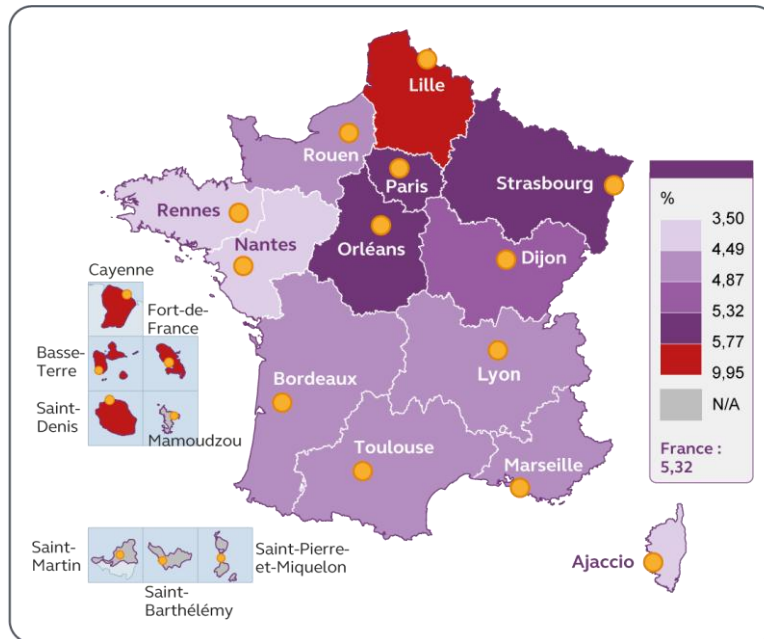 Lille
Rouen
Paris
Strasbourg
Rennes
Nantes
Orléans
Dijon
Cayenne
Fort-de-
France
Basse-
Terre
Saint-
Denis
Mamoudzou
Bordeaux
Lyon
Toulouse
Marseille
Saint-
Martin
Saint-
Barthélémy
Saint-Pierre-
et-Miquelon
Ajaccio
%
3,50
4,49
4,87
5,32
5,77
9,95
N/A
France :
5,32